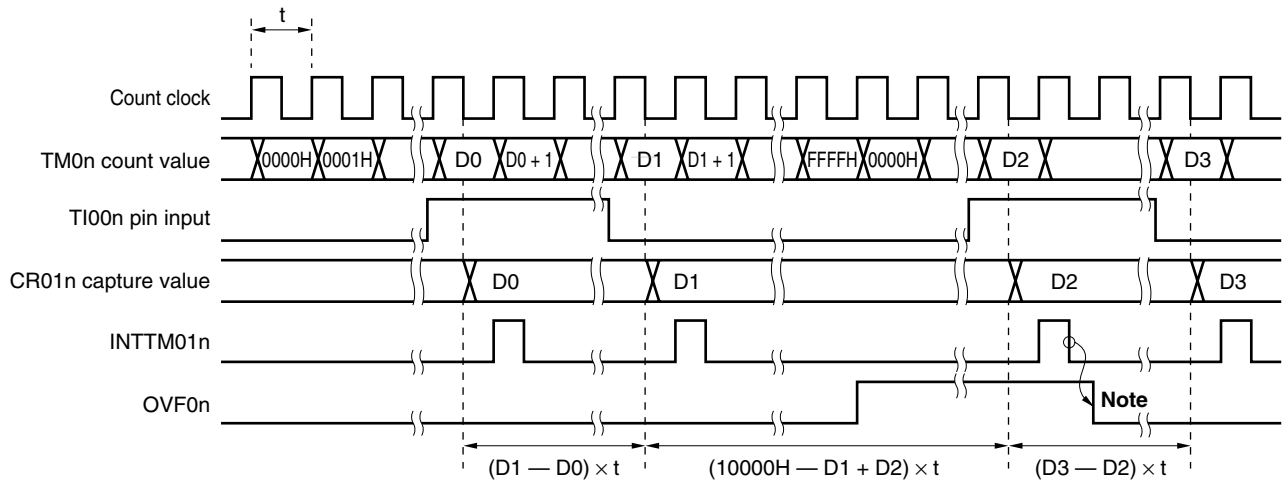 t
Count clock
TM0n count value 0000H 0001H D0 D0 + 1 D1 D1 + 1 FFFFH 0000H D2 D3
TI00n pin input
CR01n capture value D0 D1 D2 D3
INTTM01n
OVF0n Note
(D1 — D0) × t (10000H — D1 + D2) × t (D3 — D2) × t